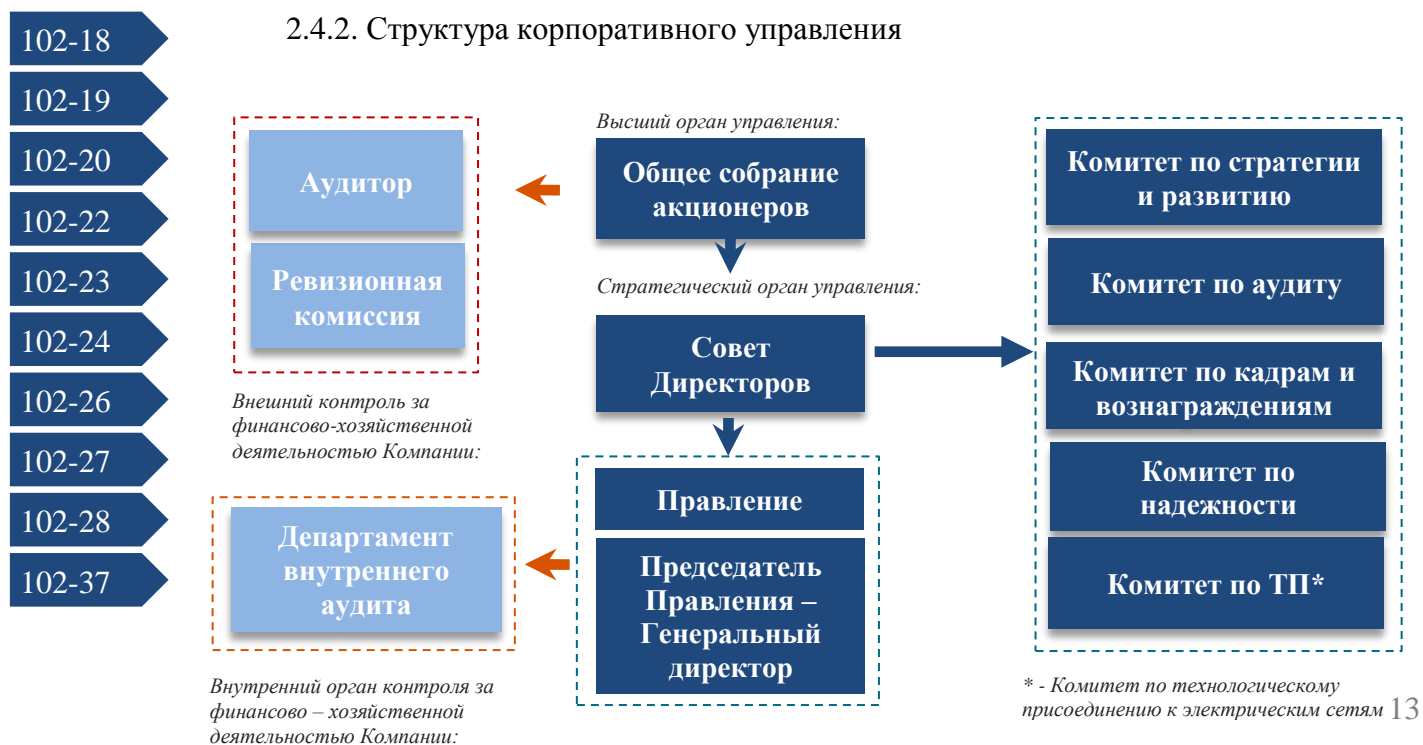 2.4.2. Структура корпоративного управления
102-18
102-19
102-20
102-22
102-23
102-24
102-26
102-27
102-28
102-37
Аудитор
Ревизионная
комиссия
Внешний контроль за
финансово-хозяйственной
деятельностью Компании:
Департамент
внутреннего
аудита
Внутренний орган контроля за
финансово – хозяйственной
деятельностью Компании:
Высший орган управления:
Общее собрание
акционеров
Стратегический орган управления:
Совет
Директоров
Правление
Председатель
Правления –
Генеральный
директор
Комитет по стратегии
и развитию
Комитет по аудиту
Комитет по кадрам и
вознаграждениям
Комитет по
надежности
Комитет по ТП*
* - Комитет по технологическому
присоединению к электрическим сетям
13